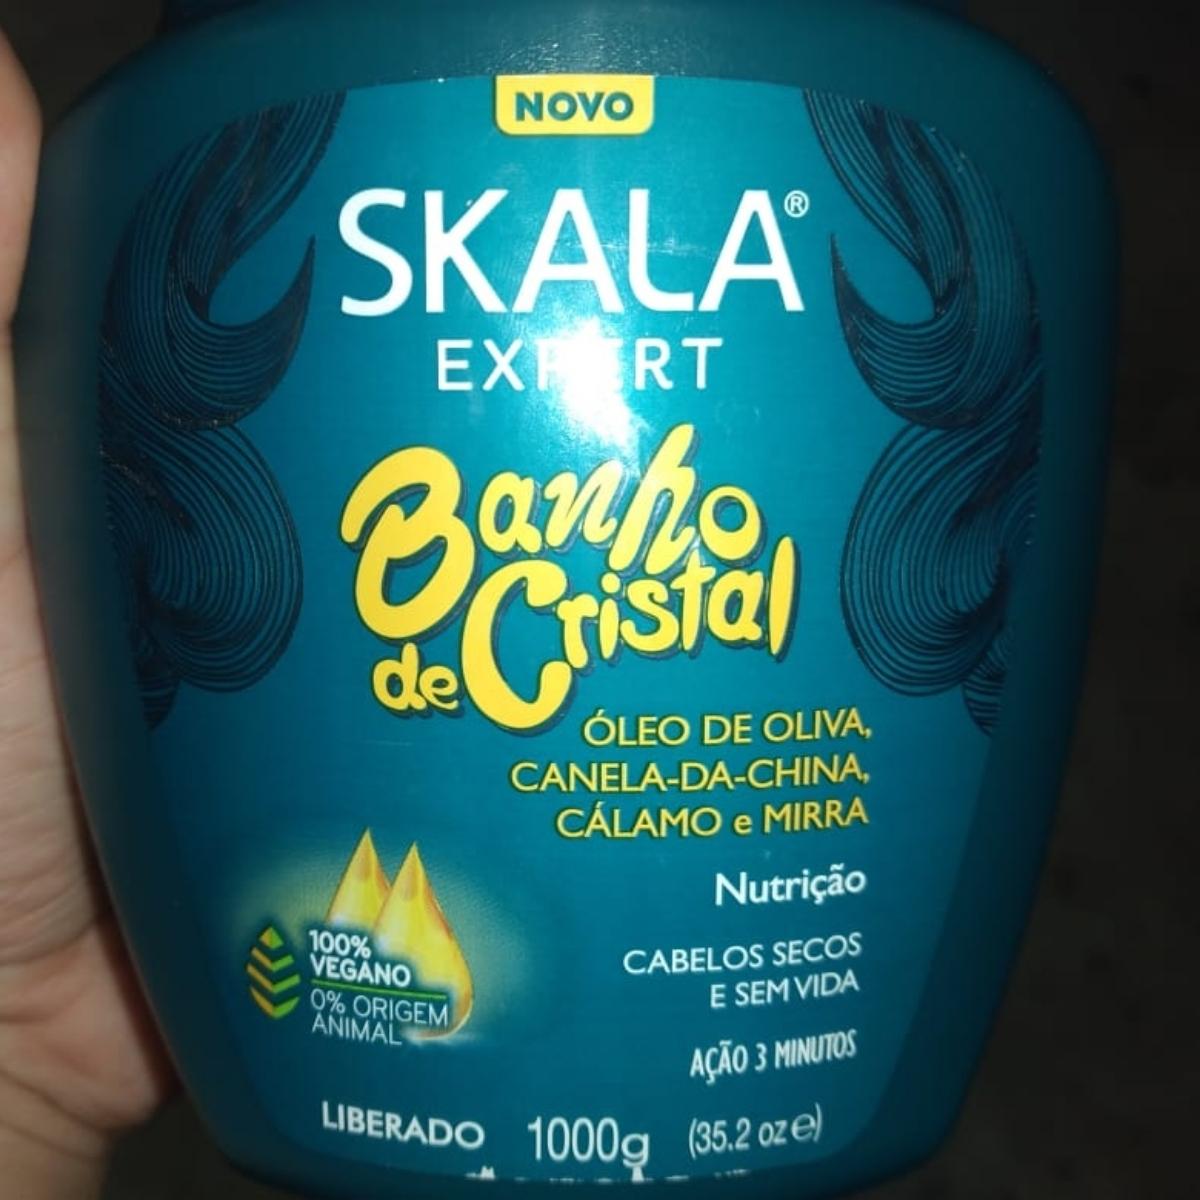 NOVO
SKALA®
EXPERT
Banho
de Cristal
ÓLEO DE OLIVA,
CANELA-DA-CHINA,
CÁLAMO e MIRRA
Nutrição
CABELOS SECOS
E SEM VIDA
AÇÃO 3 MINUTOS
100%
VEGANO
0% ORIGEM
ANIMAL
LIBERADO 1000g (35.2 oz ℮)